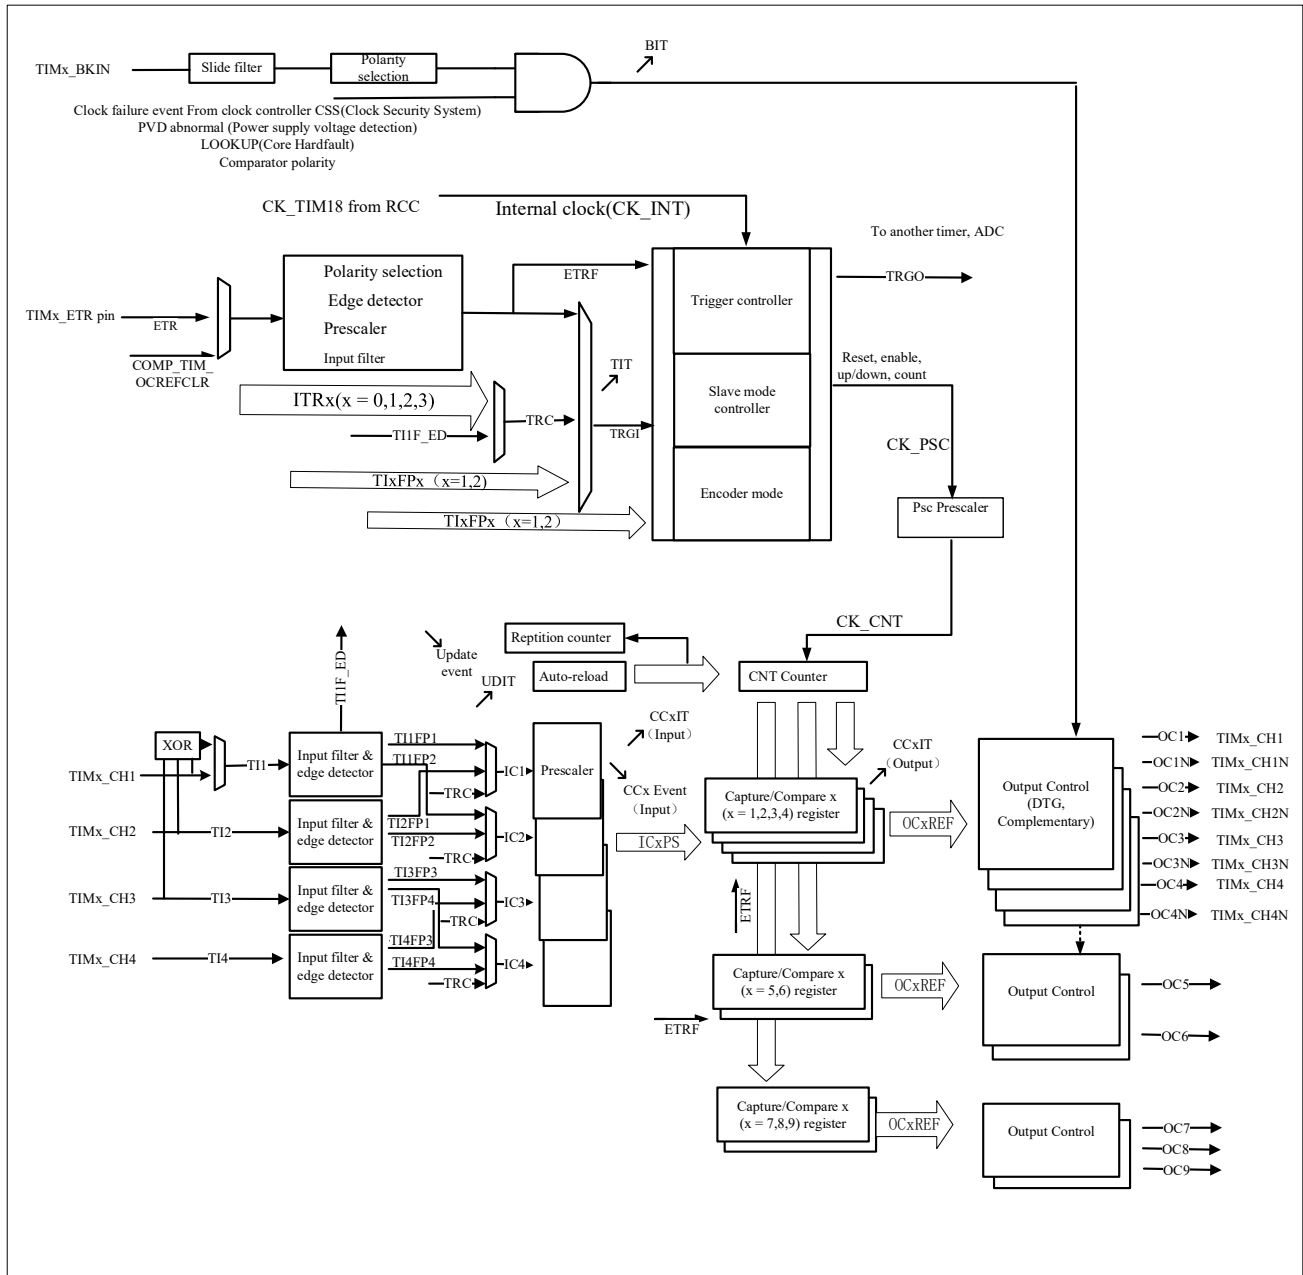 BIT
TIMx_BKIN
Slide filter
Polarity
selection
Clock failure event From clock controller CSS(Clock Security System)
PVD abnormal (Power supply voltage detection)
LOOKUP(Core Hardfault)
Comparator polarity
CK_TIM18 from RCC
Internal clock(CK_INT)
To another timer, ADC
TRGO
TIMx_ETR pin
ETR
COMP_TIM_
OCREFCLR
Polarity selection
Edge detector
Prescaler
Input filter
ETRF
Trigger controller
Slave mode
controller
Encoder mode
TIT
ITRx(x = 0,1,2,3)
TI1F_ED
TRC
TRGI
TIxFPx（x=1,2)
TIxFPx（x=1,2）
Reset, enable,
up/down, count
CK_PSC
Psc Prescaler
CK_CNT
Reptition counter
Auto-reload
CNT Counter
Update
event
UDIT
TI1F_ED
XOR
TIMx_CH1
TI1
Input filter &
edge detector
TI1FP1
TI1FP2
TRC
IC1
TIMx_CH2
TI2
Input filter &
edge detector
TI2FP1
TI2FP2
TRC
IC2
TIMx_CH3
TI3
Input filter &
edge detector
TI3FP3
TI3FP4
TRC
IC3
TIMx_CH4
TI4
Input filter &
edge detector
TI4FP3
TI4FP4
TRC
IC4
Prescaler
CCxIT
（Input）
CCx Event
(Input)
ICxPS
CCxIT
（Output）
Capture/Compare x
(x = 1,2,3,4) register
OCxREF
ETRF
Output Control
(DTG,
Complementary)
OC1
TIMx_CH1
OC1N
TIMx_CH1N
OC2
TIMx_CH2
OC2N
TIMx_CH2N
OC3
TIMx_CH3
OC3N
TIMx_CH3N
OC4
TIMx_CH4
OC4N
TIMx_CH4N
Capture/Compare x
(x = 5,6) register
ETRF
OCxREF
Output Control
OC5
OC6
Capture/Compare x
(x = 7,8,9) register
OCxREF
Output Control
OC7
OC8
OC9